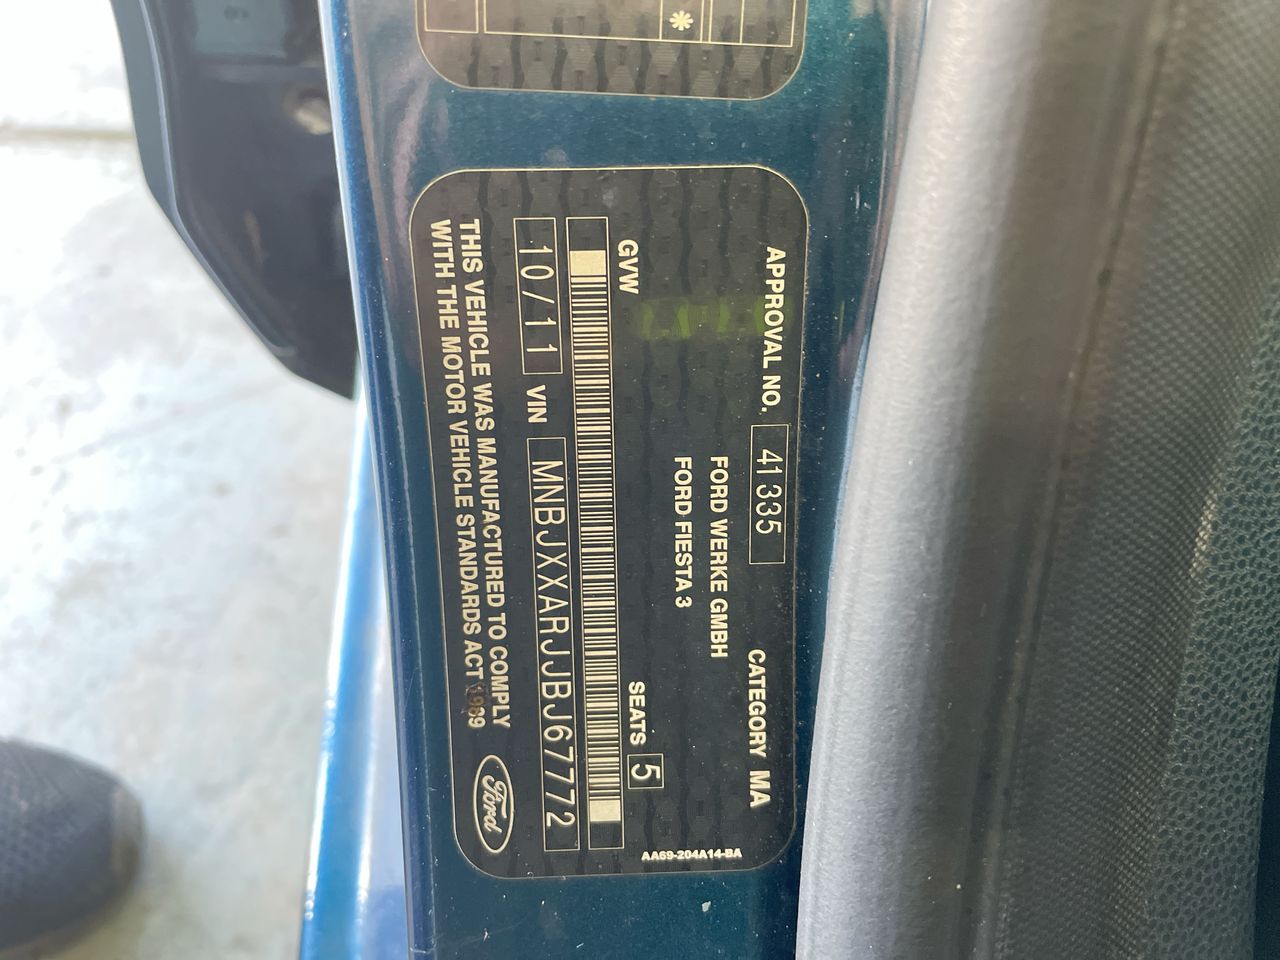 *
APPROVAL NO. 41335 CATEGORY MA
FORD WERKE GMBH
FORD FIESTA 3
GVW SEATS 5
10/11 VIN MNBJXXARJJBJ67772
THIS VEHICLE WAS MANUFACTURED TO COMPLY
WITH THE MOTOR VEHICLE STANDARDS ACT 1989
Ford
AA69-204A14-BA